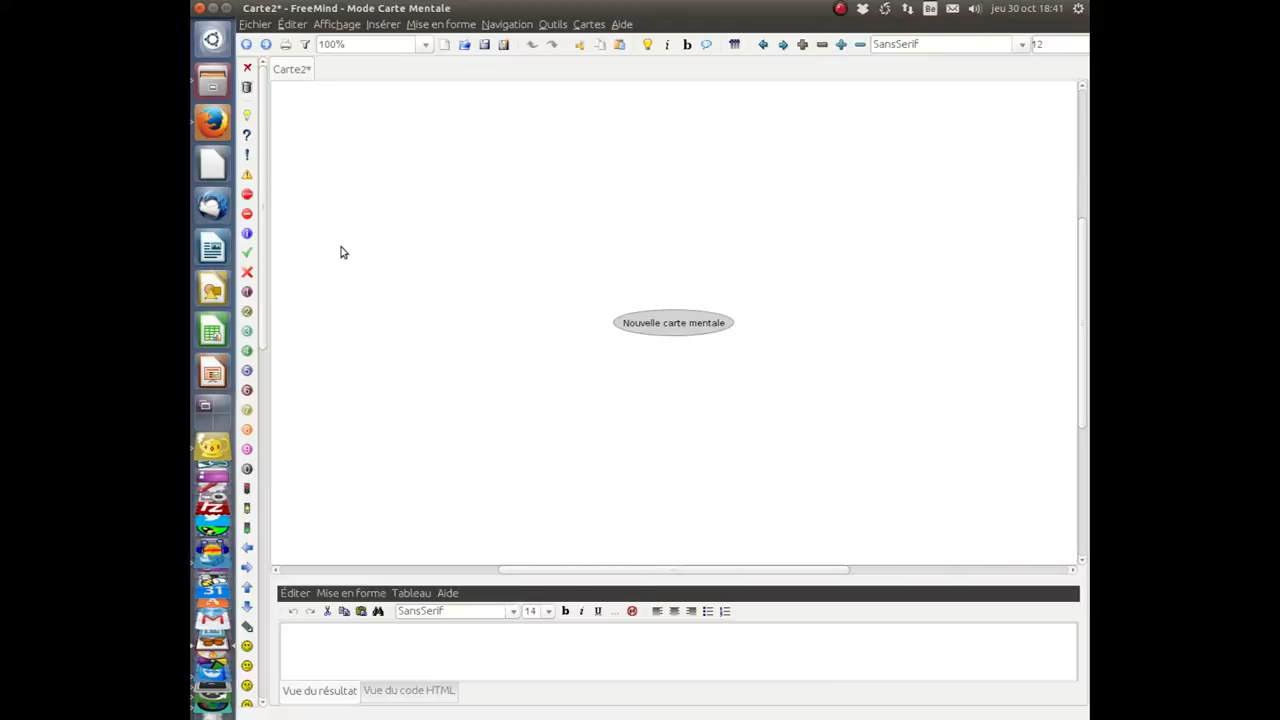 Carte2* - FreeMind - Mode Carte Mentale
Be
jeu 30 oct 18:41
Fichier Éditer Affichage Insérer Mise en forme Navigation Outils Cartes Aide
100%
SansSerif
12
Carte2*
Nouvelle carte mentale
Éditer Mise en forme Tableau Aide
SansSerif
14
Vue du résultat
Vue du code HTML
31